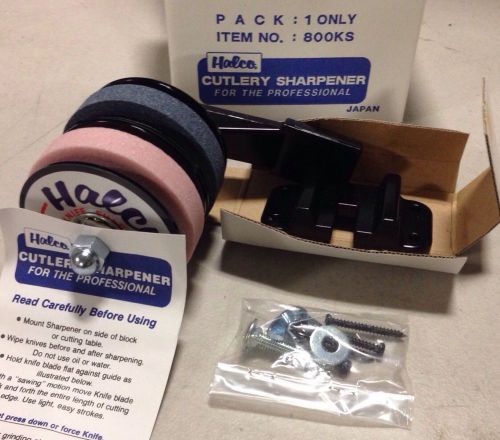 PACK : 1 ONLY
ITEM NO. : 800KS
Halco
CUTLERY SHARPENER
FOR THE PROFESSIONAL
JAPAN
Halco
Halco
CUTLERY SHARPENER
FOR THE PROFESSIONAL
Read Carefully Before Using
• Mount Sharpener on side of block
or cutting table.
• Wipe knives before and after sharpening.
Do not use oil or water.
• Hold knife blade flat against guide as
illustrated below.
a "sawing" motion move Knife blade
and forth the entire length of cutting
edge. Use light, easy strokes.
press down or force Knife.